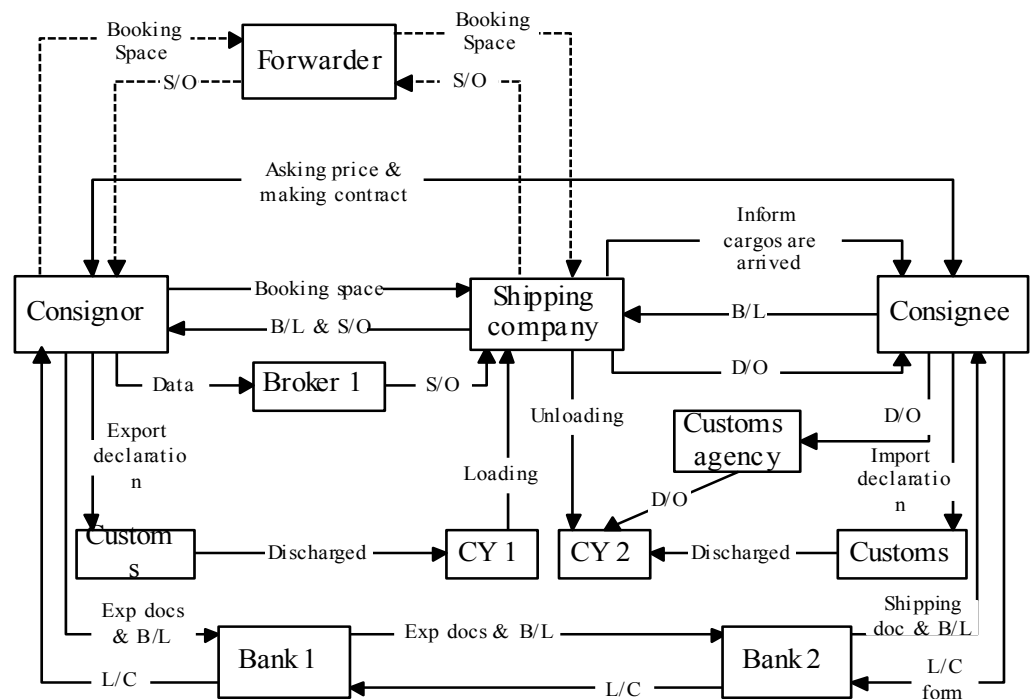 Booking
Space
Booking
Space
Forwarder
S/O
S/O
Asking price &
making contract
Inform
cargos are
arrived
Consignor
Booking space
Shipping
company
Consignee
B/L & S/O
B/L
Data
Broker 1
S/O
D/O
Export
declaratio
n
Unloading
Customs
agency
D/O
Import
declaratio
n
Loading
D/O
Custom
s
Discharged
CY 1
CY 2
Discharged
Customs
Exp docs
& B/L
Exp docs & B/L
Shipping
doc & B/L
Bank 1
Bank 2
L/C
L/C
L/C
form